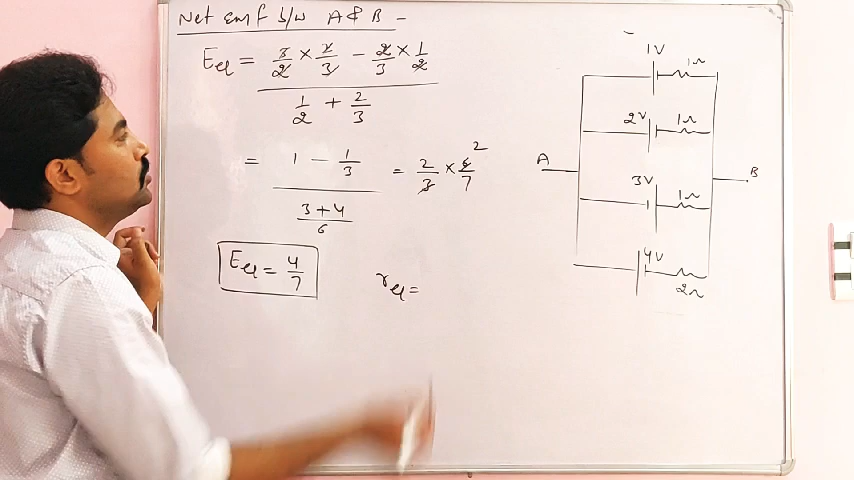 Net emf b/w A & B -
Eeq = 3/2 × 2/3 - 2/3 × 1/2
1/2 + 2/3
= 1 - 1/3 = 2/3 × 6/7 2
3+4
6
Eeq = 4/7
req =
1V 1Ω
2V 1Ω
A B
3V 1Ω
4V
2Ω